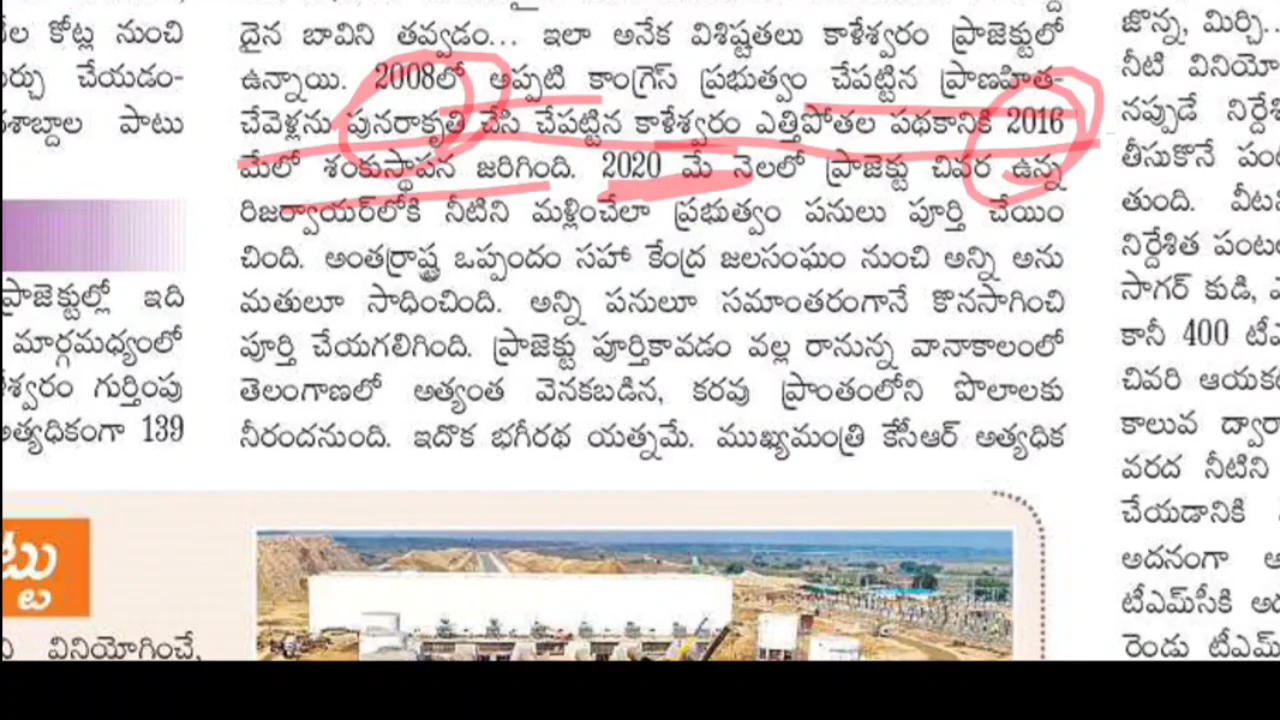 కోట్ల నుంచి
చేయడం-
పాటు
ప్రాజెక్టుల్లో ఇది
మార్గమధ్యంలో
గుర్తింపు
అత్యధికంగా 139
ట్టు
వినియోగించే,
దైన బావిని తవ్వడం... ఇలా అనేక విశిష్టతలు కాళేశ్వరం ప్రాజెక్టులో
ఉన్నాయి. 2008లో అప్పటి కాంగ్రెస్ ప్రభుత్వం చేపట్టిన ప్రాణహిత-
చేవెళ్లను పునరాకృతి చేసి చేపట్టిన కాళేశ్వరం ఎత్తిపోతల పథకానికి 2016
మేలో శంకుస్థాపన జరిగింది. 2020 మే నెలలో ప్రాజెక్టు చివర ఉన్న
రిజర్వాయర్‌లోకి నీటిని మళ్లించేలా ప్రభుత్వం పనులు పూర్తి చేయిం
చింది. అంతర్రాష్ట్ర ఒప్పందం సహా కేంద్ర జలసంఘం నుంచి అన్ని అను
మతులూ సాధించింది. అన్ని పనులూ సమాంతరంగానే కొనసాగించి
పూర్తి చేయగలిగింది. ప్రాజెక్టు పూర్తికావడం వల్ల రానున్న వానాకాలంలో
తెలంగాణలో అత్యంత వెనకబడిన, కరవు ప్రాంతంలోని పొలాలకు
నీరందనుంది. ఇదొక భగీరథ యత్నమే. ముఖ్యమంత్రి కేసీఆర్ అత్యధిక
జొన్న, మిర్చి..
నీటి
నప్పుడే
తీసుకొనే
తుంది.
నిర్దేశిత
సాగర్ కుడి,
కానీ 400
చివరి
కాలువ
వరద నీటిని
చేయడానికి
అదనంగా
టీఎమ్‌సీకి
రెండు